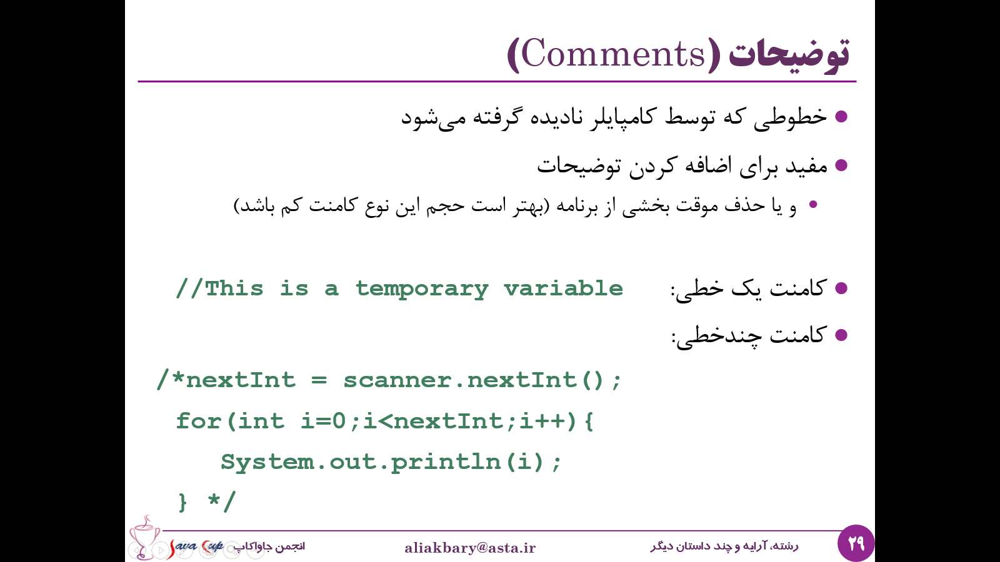 توضیحات (Comments)
خطوطی که توسط کامپایلر نادیده گرفته می‌شود
مفید برای اضافه کردن توضیحات
و یا حذف موقت بخشی از برنامه (بهتر است حجم این نوع کامنت کم باشد)
کامنت یک خطی: //This is a temporary variable
کامنت چندخطی:
/*nextInt = scanner.nextInt();
for(int i=0;i<nextInt;i++){
System.out.println(i);
} */
۲۹ رشته، آرایه و چند داستان دیگر aliakbary@asta.ir انجمن جاواکاپ Java Cup